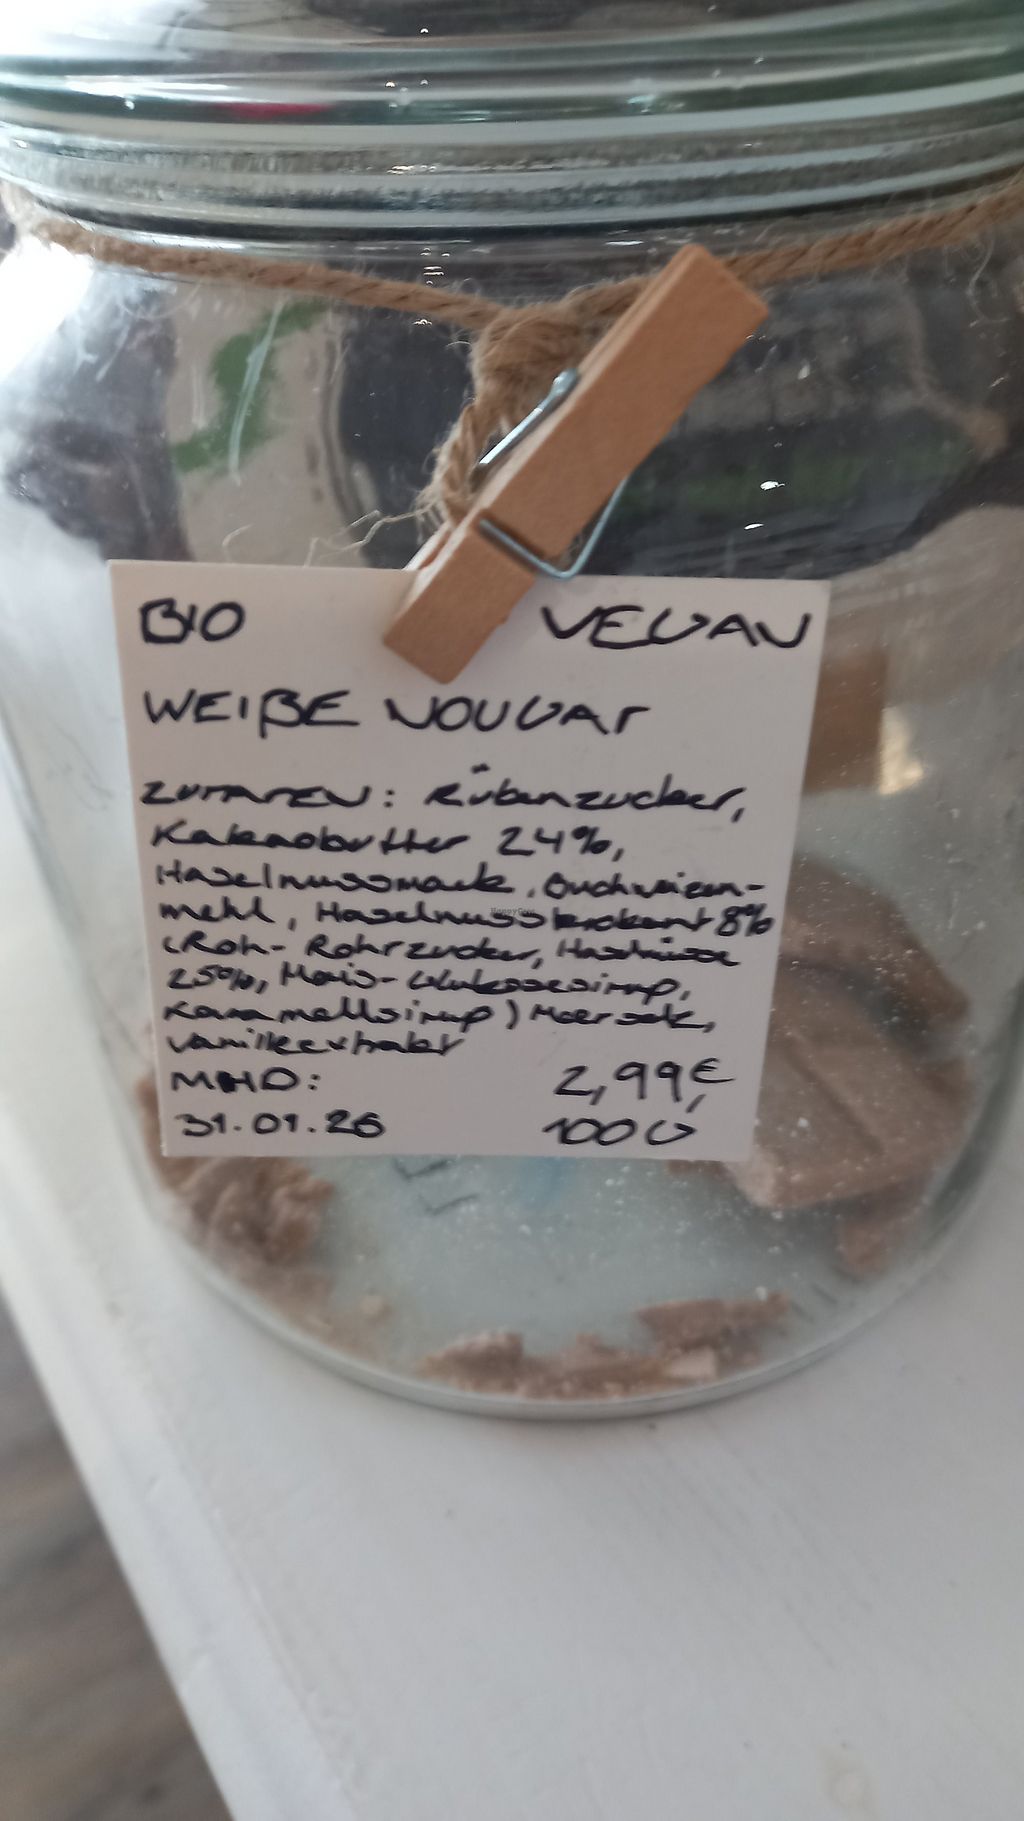 BIO VEGAN
WEIßE NOUGAT
ZUTATEN: Rübenzucker,
Kakaobutter 24%,
Haselnussmark, Buchweizen-
mehl, Haselnusskrokant 8%
(Roh-Rohrzucker, Haselnüsse
25%, Mais-Glukosesirup,
Karamellsirup) Meersalz,
Vanilleextrakt
MHD: 2,99€
31.01.26 100G
HappyCow